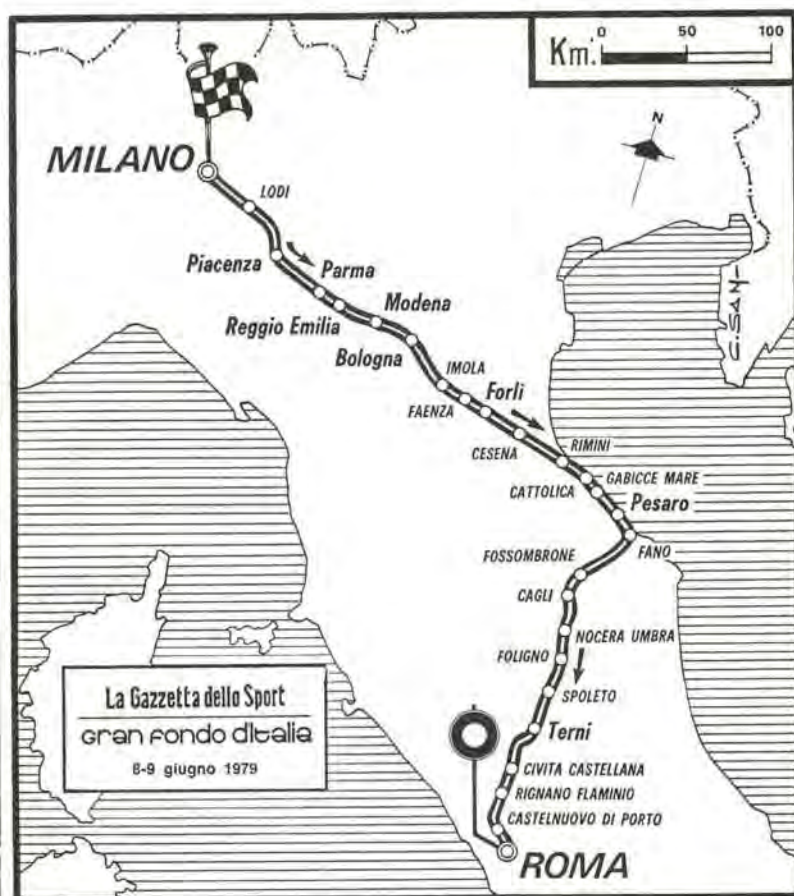 Km.
0 50 100
N
MILANO
LODI
Piacenza
Parma
Reggio Emilia
Modena
Bologna
IMOLA
FAENZA
Forlì
CESENA
RIMINI
CATTOLICA
GABICCE MARE
Pesaro
FANO
FOSSOMBRONE
CAGLI
NOCERA UMBRA
FOLIGNO
SPOLETO
Terni
CIVITA CASTELLANA
RIGNANO FLAMINIO
CASTELNUOVO DI PORTO
ROMA
C. SAN
La Gazzetta dello Sport
Gran Fondo d'Italia
8-9 giugno 1979